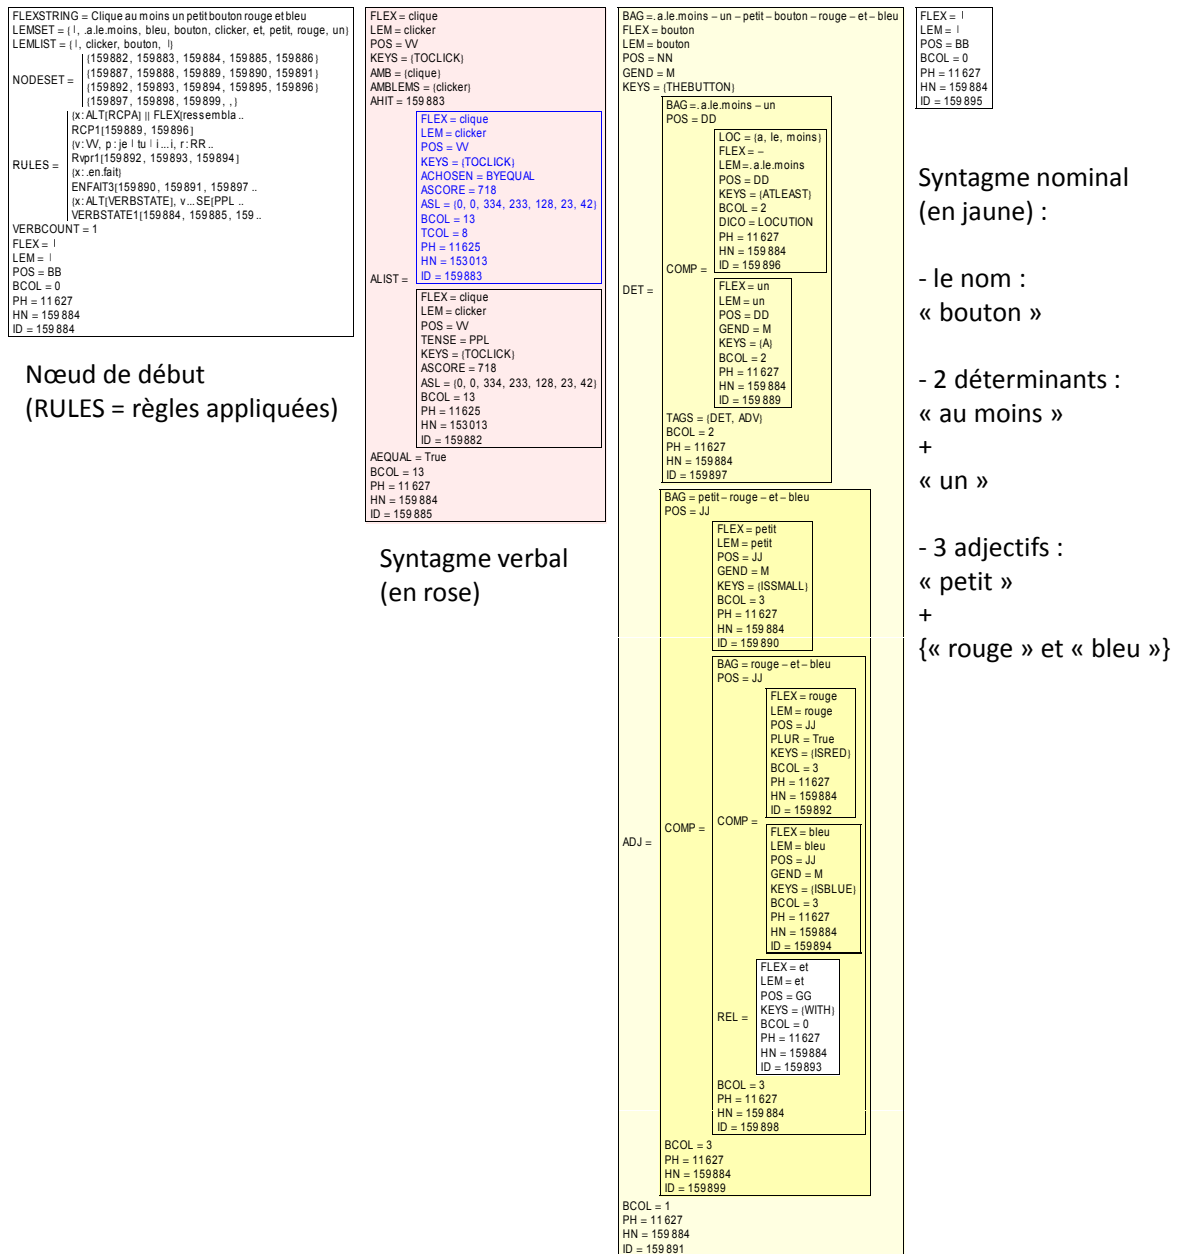 FLEXSTRING = Clique au moins un petit bouton rouge et bleu
LEMSET = {⊦, .a.le.moins, bleu, bouton, clicker, et, petit, rouge, un}
LEMLIST = {⊦, clicker, bouton, ⊦}
NODESET =
{159882, 159883, 159884, 159885, 159886}
{159887, 159888, 159889, 159890, 159891}
{159892, 159893, 159894, 159895, 159896}
{159897, 159898, 159899, , }
RULES =
{x: ALT[RCPA] || FLEX[ressembla ..
RCP1[159889, 159896]
{v: VV, p: je | tu | i ... i, r: RR ..
Rvpr1[159892, 159893, 159894]
{x: .en.fait}
ENFAIT3[159890, 159891, 159897 ..
{x: ALT[VERBSTATE], v...SE[PPL ..
VERBSTATE1[159884, 159885, 159 ..
VERBCOUNT = 1
FLEX = ⊦
LEM = ⊦
POS = BB
BCOL = 0
PH = 11627
HN = 159884
ID = 159884
Nœud de début
(RULES = règles appliquées)
FLEX = clique
LEM = clicker
POS = VV
KEYS = {TOCLICK}
AMB = {clique}
AMBLEMS = {clicker}
AHIT = 159883
ALIST =
FLEX = clique
LEM = clicker
POS = VV
KEYS = {TOCLICK}
ACHOSEN = BYEQUAL
ASCORE = 718
ASL = {0, 0, 334, 233, 128, 23, 42}
BCOL = 13
TCOL = 8
PH = 11625
HN = 153013
ID = 159883
FLEX = clique
LEM = clicker
POS = VV
TENSE = PPL
KEYS = {TOCLICK}
ASCORE = 718
ASL = {0, 0, 334, 233, 128, 23, 42}
BCOL = 13
PH = 11625
HN = 153013
ID = 159882
AEQUAL = True
BCOL = 13
PH = 11627
HN = 159884
ID = 159885
Syntagme verbal
(en rose)
BAG = .a.le.moins – un – petit – bouton – rouge – et – bleu
FLEX = bouton
LEM = bouton
POS = NN
GEND = M
KEYS = {THEBUTTON}
DET =
BAG = .a.le.moins – un
POS = DD
COMP =
LOC = {a, le, moins}
FLEX = –
LEM = .a.le.moins
POS = DD
KEYS = {ATLEAST}
BCOL = 2
DICO = LOCUTION
PH = 11627
HN = 159884
ID = 159896
FLEX = un
LEM = un
POS = DD
GEND = M
KEYS = {A}
BCOL = 2
PH = 11627
HN = 159884
ID = 159889
TAGS = {DET, ADV}
BCOL = 2
PH = 11627
HN = 159884
ID = 159897
ADJ =
BAG = petit – rouge – et – bleu
POS = JJ
COMP =
FLEX = petit
LEM = petit
POS = JJ
GEND = M
KEYS = {ISSMALL}
BCOL = 3
PH = 11627
HN = 159884
ID = 159890
BAG = rouge – et – bleu
POS = JJ
COMP =
FLEX = rouge
LEM = rouge
POS = JJ
PLUR = True
KEYS = {ISRED}
BCOL = 3
PH = 11627
HN = 159884
ID = 159892
FLEX = bleu
LEM = bleu
POS = JJ
GEND = M
KEYS = {ISBLUE}
BCOL = 3
PH = 11627
HN = 159884
ID = 159894
REL =
FLEX = et
LEM = et
POS = GG
KEYS = {WITH}
BCOL = 0
PH = 11627
HN = 159884
ID = 159893
BCOL = 3
PH = 11627
HN = 159884
ID = 159898
BCOL = 3
PH = 11627
HN = 159884
ID = 159899
BCOL = 1
PH = 11627
HN = 159884
ID = 159891
FLEX = ⊦
LEM = ⊦
POS = BB
BCOL = 0
PH = 11627
HN = 159884
ID = 159895
Syntagme nominal
(en jaune) :
- le nom :
« bouton »
- 2 déterminants :
« au moins »
+
« un »
- 3 adjectifs :
« petit »
+
{« rouge » et « bleu »}